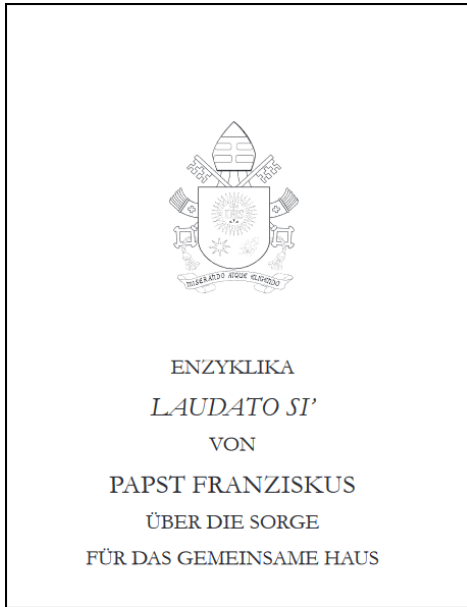 MISERANDO ATQUE ELIGENDO
ENZYKLIKA
LAUDATO SI’
VON
PAPST FRANZISKUS
ÜBER DIE SORGE
FÜR DAS GEMEINSAME HAUS